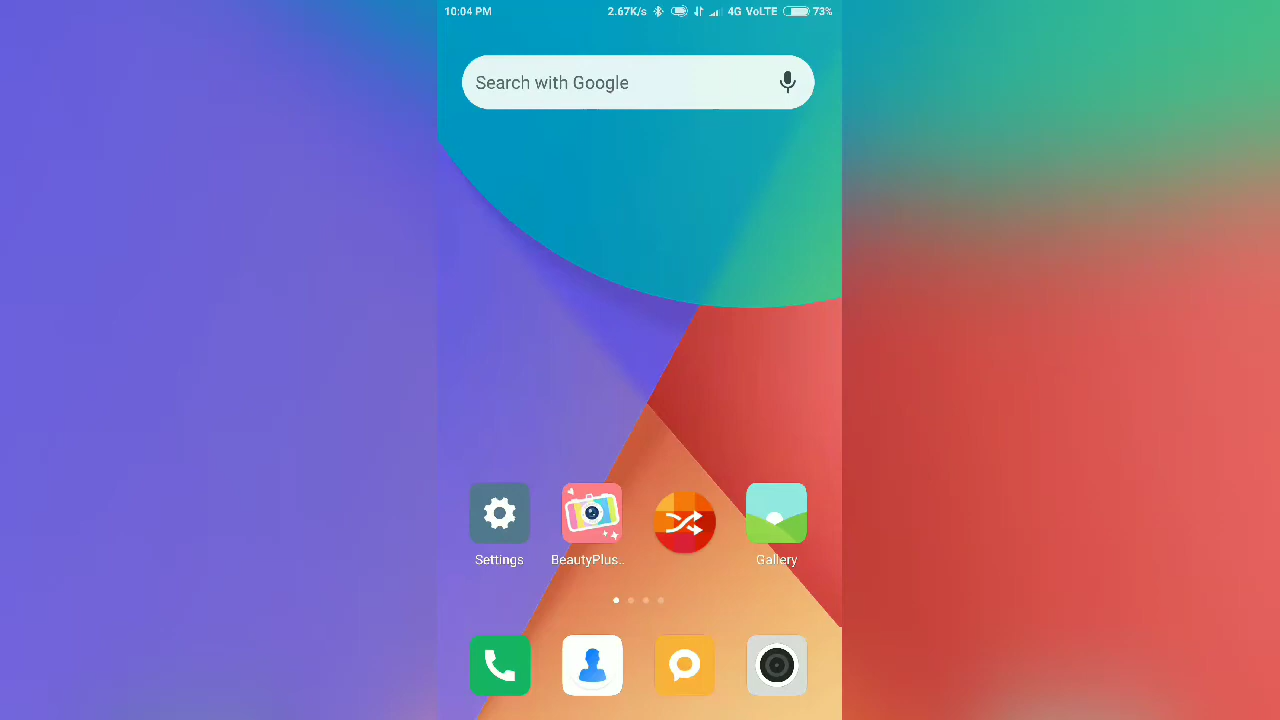 10:04 PM 2.67K/s 4G VoLTE 73%
Search with Google
Settings BeautyPlus.. Gallery